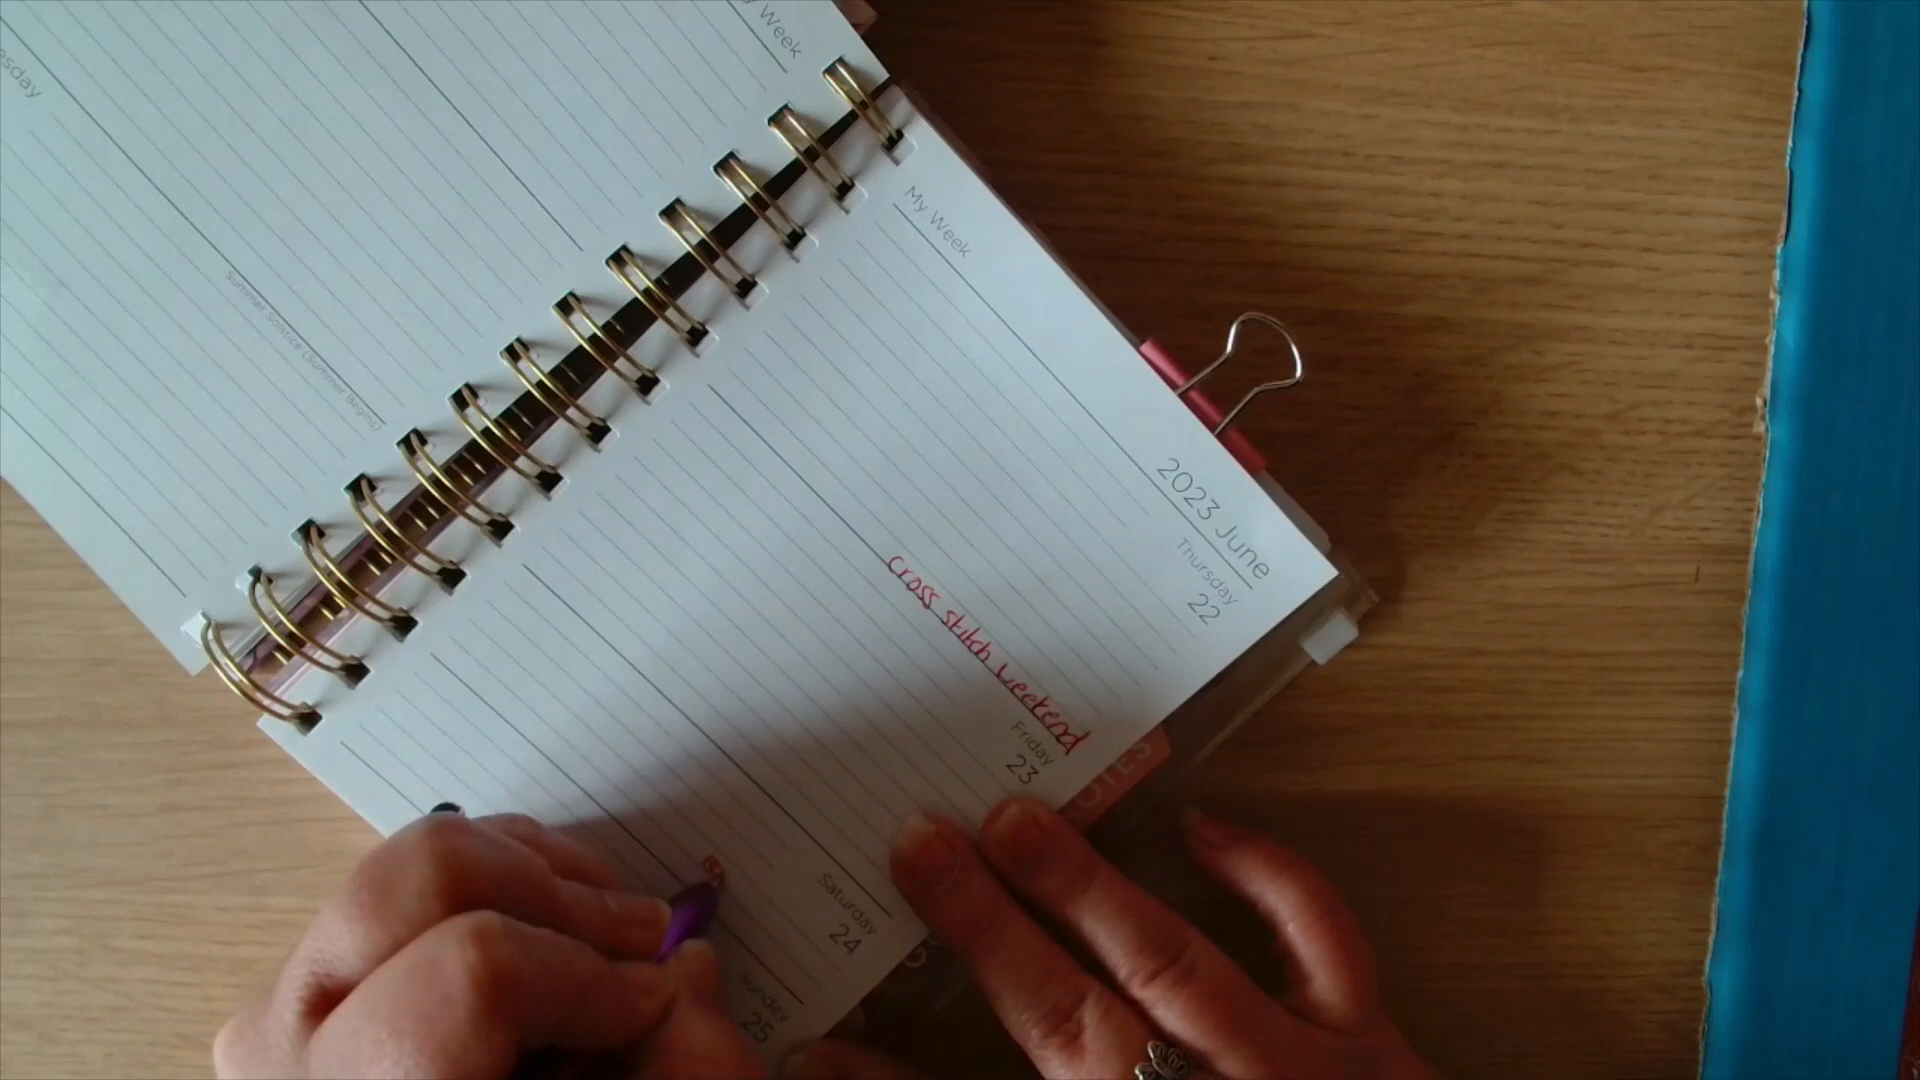 Week
Summer Solstice (Summer Begins)
My Week
2023 June
Thursday
22
cross stitch weekend
Friday
23
Saturday
24
Sunday
25